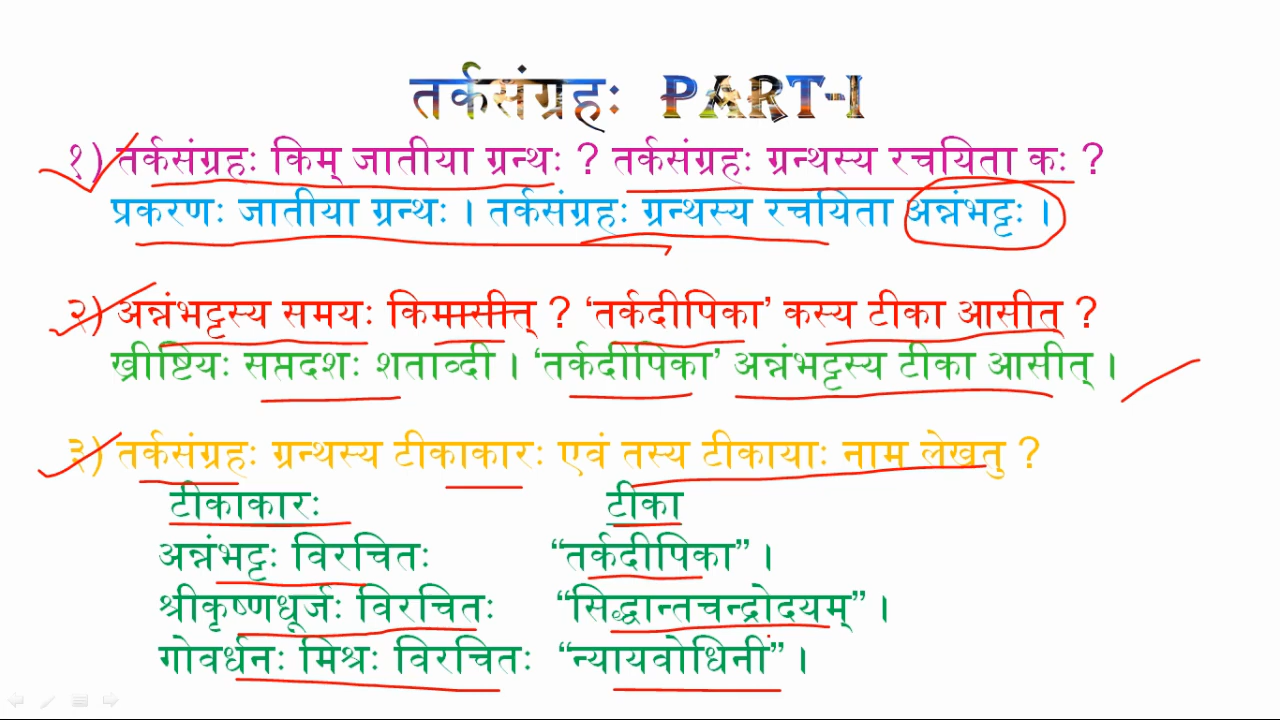 तर्कसंग्रहः PART-I
१) तर्कसंग्रहः किम् जातीया ग्रन्थः ? तर्कसंग्रहः ग्रन्थस्य रचयिता कः ?
प्रकरणः जातीया ग्रन्थः । तर्कसंग्रहः ग्रन्थस्य रचयिता अन्नंभट्टः ।
२) अन्नंभट्टस्य समयः किमासीत् ? ‘तर्कदीपिका’ कस्य टीका आसीत् ?
ख्रीष्टियः सप्तदशः शताव्दी । ‘तर्कदीपिका’ अन्नंभट्टस्य टीका आसीत् ।
३) तर्कसंग्रहः ग्रन्थस्य टीकाकारः एवं तस्य टीकायाः नाम लेखतु ?
टीकाकारः टीका
अन्नंभट्टः विरचितः “तर्कदीपिका” ।
श्रीकृष्णधूर्जः विरचितः “सिद्धान्तचन्द्रोदयम्” ।
गोवर्धनः मिश्रः विरचितः “न्यायवोधिनी” ।